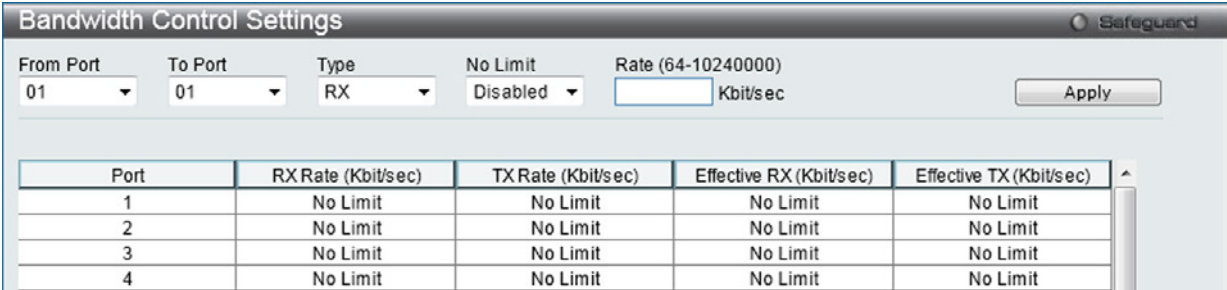 Bandwidth Control Settings Safeguard
From Port To Port Type No Limit Rate (64-10240000)
01 01 RX Disabled Kbit/sec Apply
Port RX Rate (Kbit/sec) TX Rate (Kbit/sec) Effective RX (Kbit/sec) Effective TX (Kbit/sec)
1 No Limit No Limit No Limit No Limit
2 No Limit No Limit No Limit No Limit
3 No Limit No Limit No Limit No Limit
4 No Limit No Limit No Limit No Limit